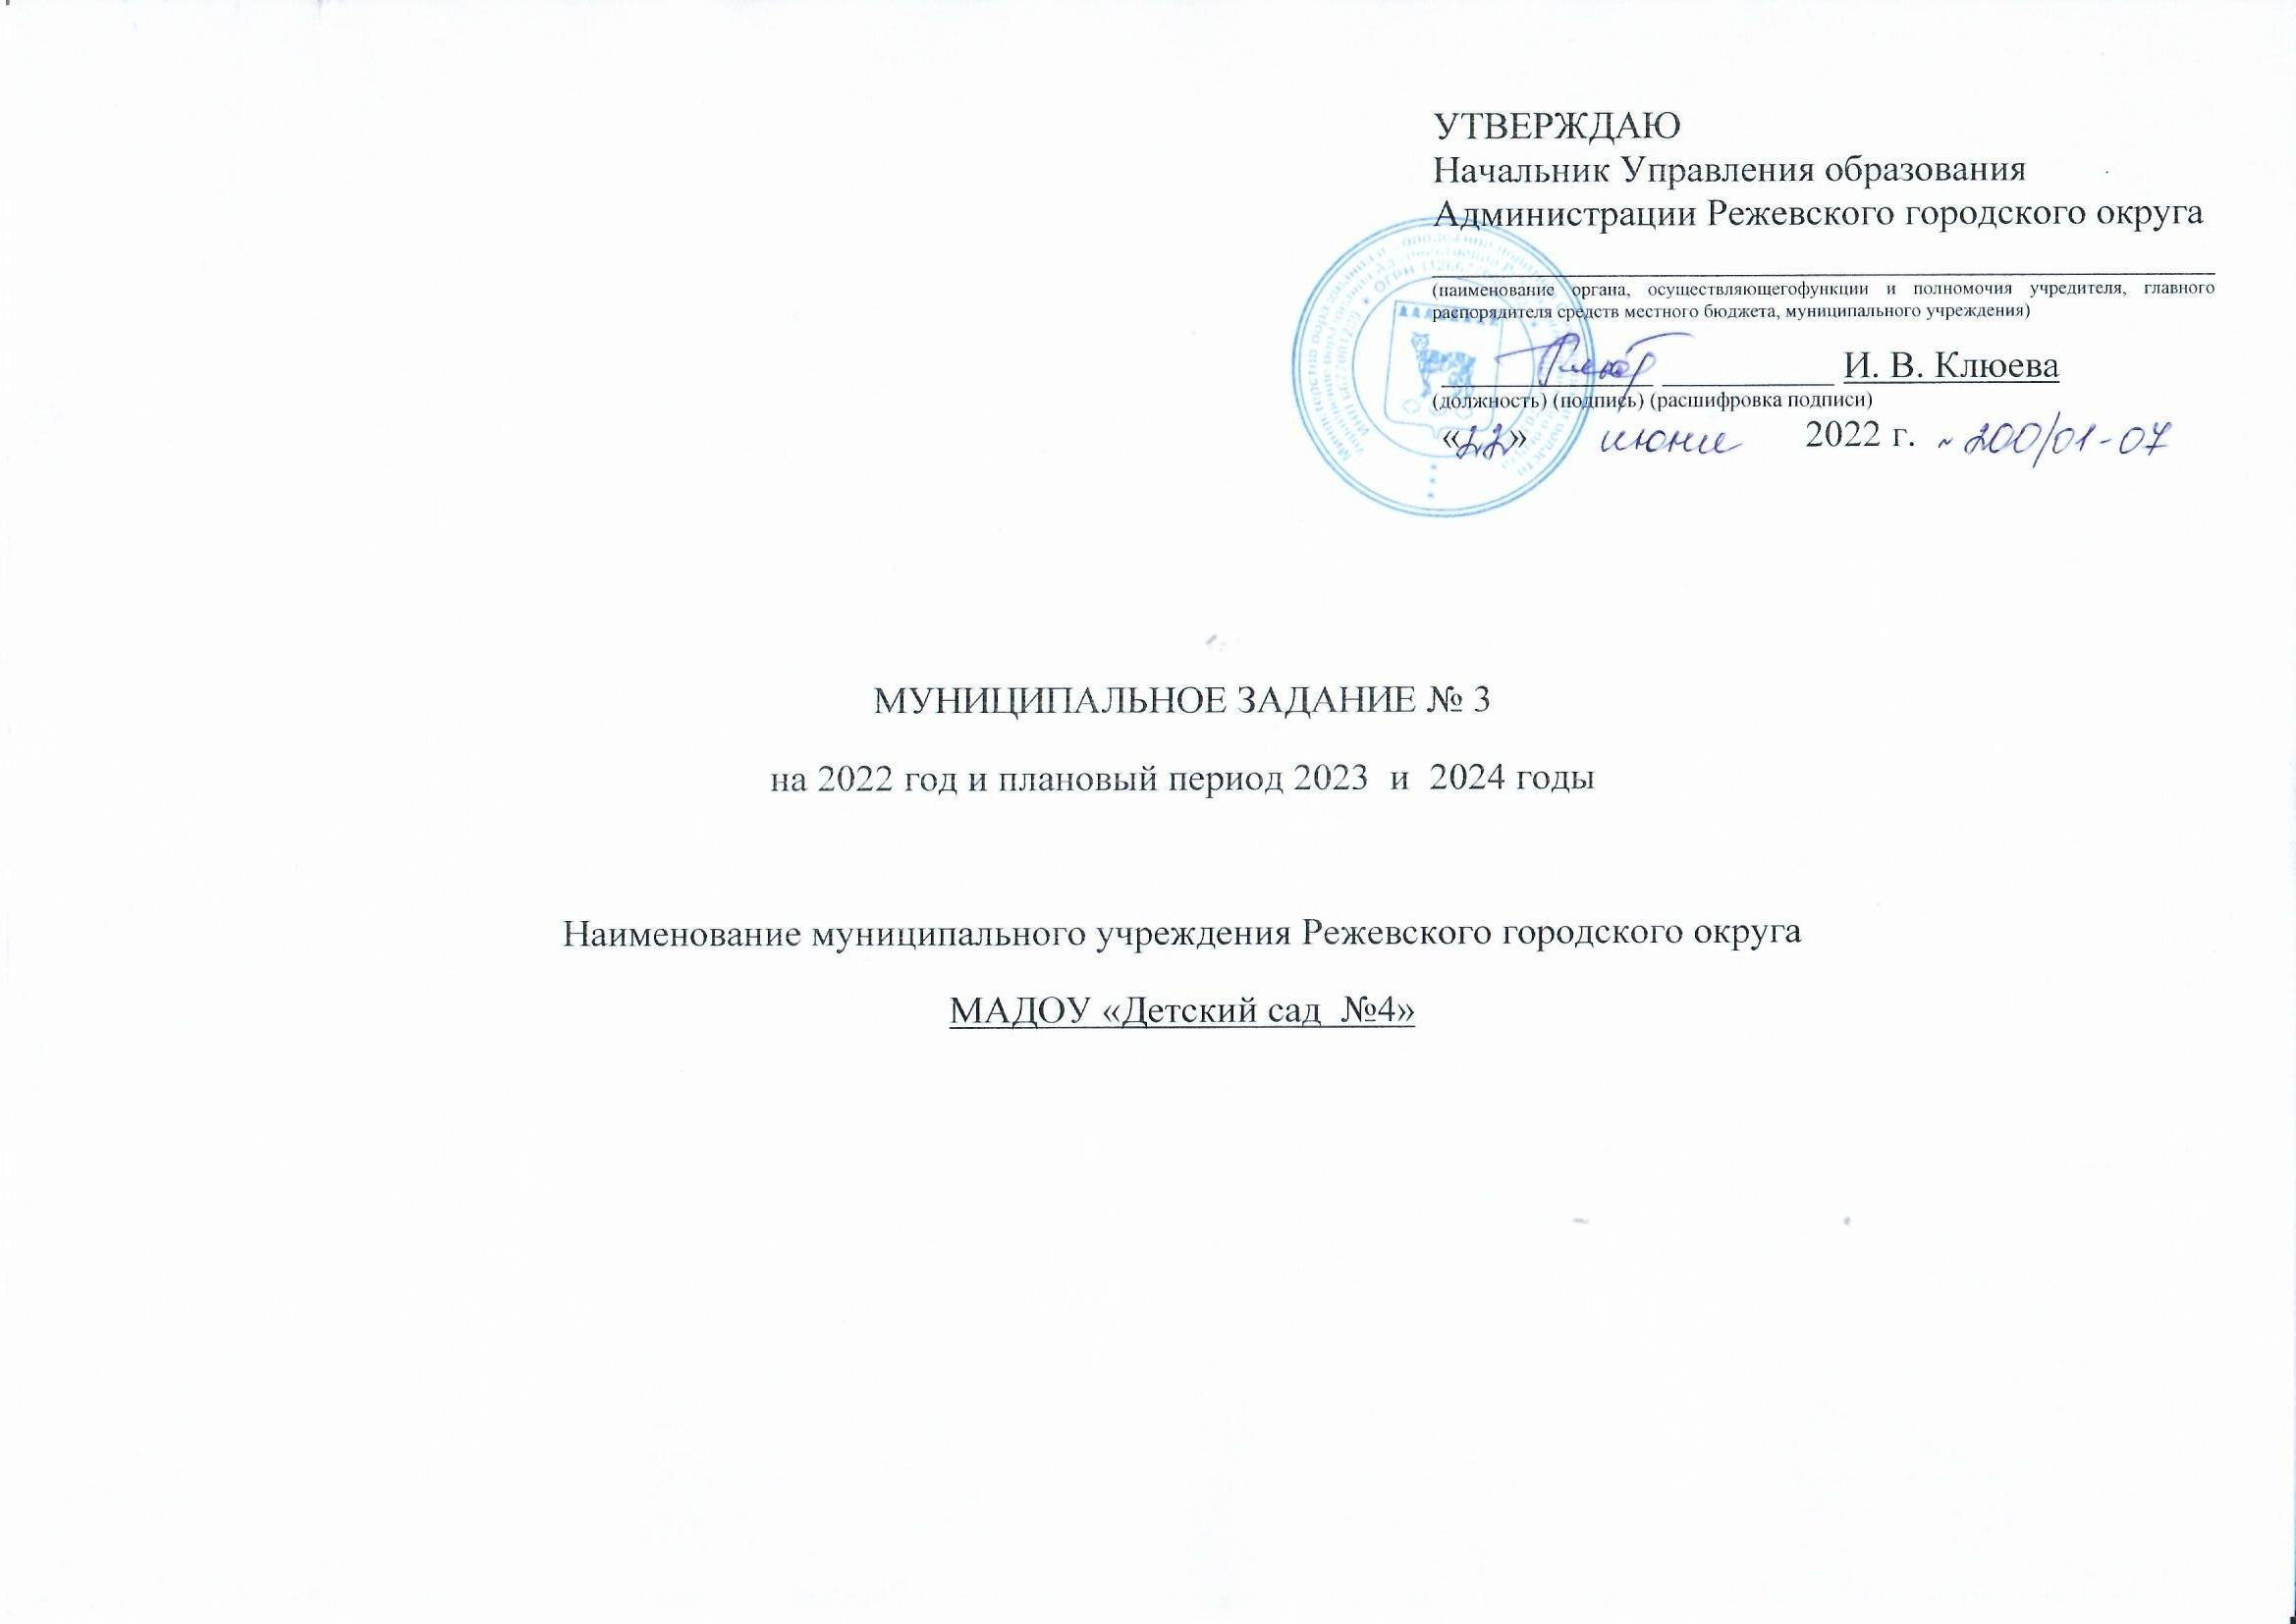 УТВЕРЖДАЮ
Начальник Управления образования
Администрации Режевского городского округа
(наименование органа, осуществляющегофункции и полномочия учредителя, главного
распорядителя средств местного бюджета, муниципального учреждения)
И. В. Клюева
(должность) (подпись) (расшифровка подписи)
«22» июня 2022 г. ~ 200/01-07
МУНИЦИПАЛЬНОЕ ЗАДАНИЕ № 3
на 2022 год и плановый период 2023 и 2024 годы
Наименование муниципального учреждения Режевского городского округа
МАДОУ «Детский сад №4»